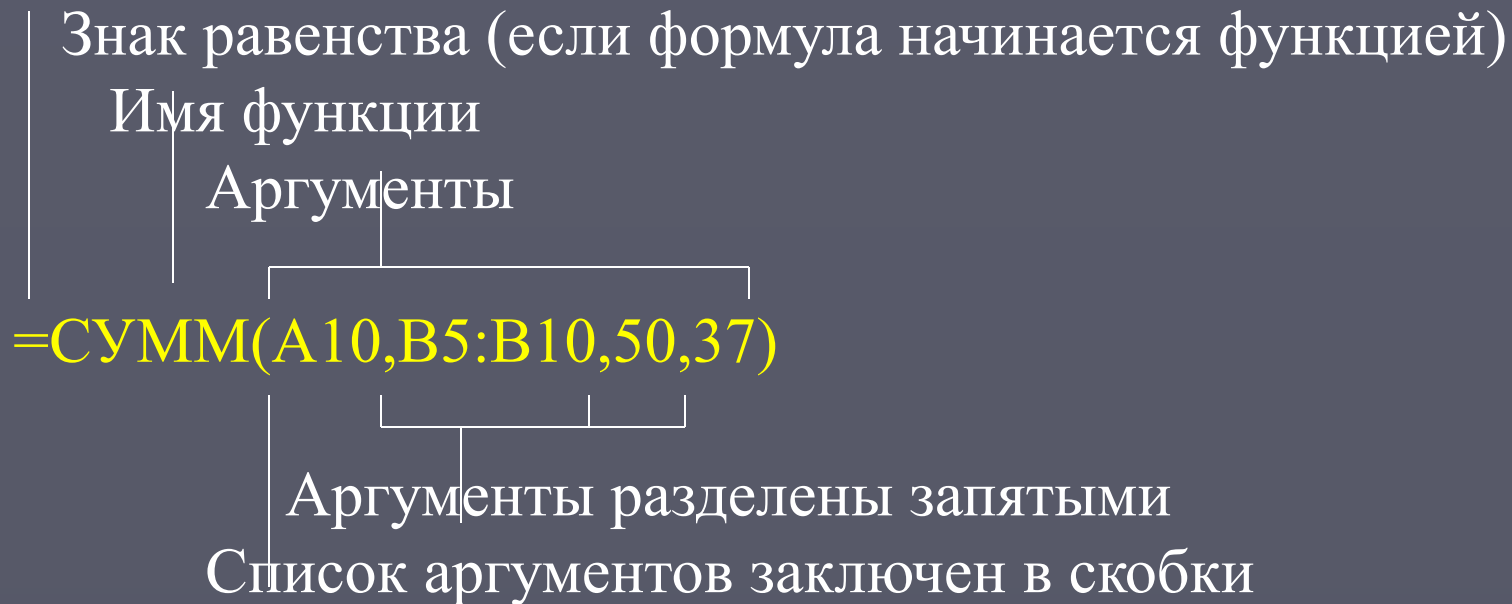 Знак равенства (если формула начинается функцией)
Имя функции
Аргументы
=СУММ(A10,B5:B10,50,37)
Аргументы разделены запятыми
Список аргументов заключен в скобки